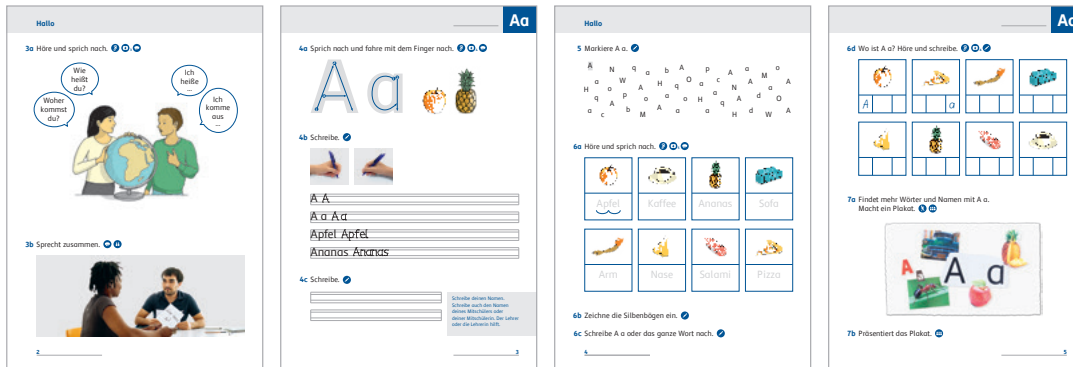 Hallo
3a Höre und sprich nach.
Wie
heißt
du?
Woher
kommst
du?
Ich
heiße
...
Ich
komme
aus
...
3b Sprecht zusammen.
2
Aa
4a Sprich nach und fahre mit dem Finger nach.
A a
4b Schreibe.
A A
A a A a
Apfel Apfel
Ananas Ananas
4c Schreibe.
Schreibe deinen Namen.
Schreibe auch den Namen
deines Mitschülers oder
deiner Mitschülerin. Der Lehrer
oder die Lehrerin hilft.
3
Hallo
5 Markiere A a.
6a Höre und sprich nach.
Apfel Kaffee Ananas Sofa
Arm Nase Salami Pizza
6b Zeichne die Silbenbögen ein.
6c Schreibe A a oder das ganze Wort nach.
4
Aa
6d Wo ist A a? Höre und schreibe.
A a
7a Findet mehr Wörter und Namen mit A a.
Macht ein Plakat.
A A a
7b Präsentiert das Plakat.
5